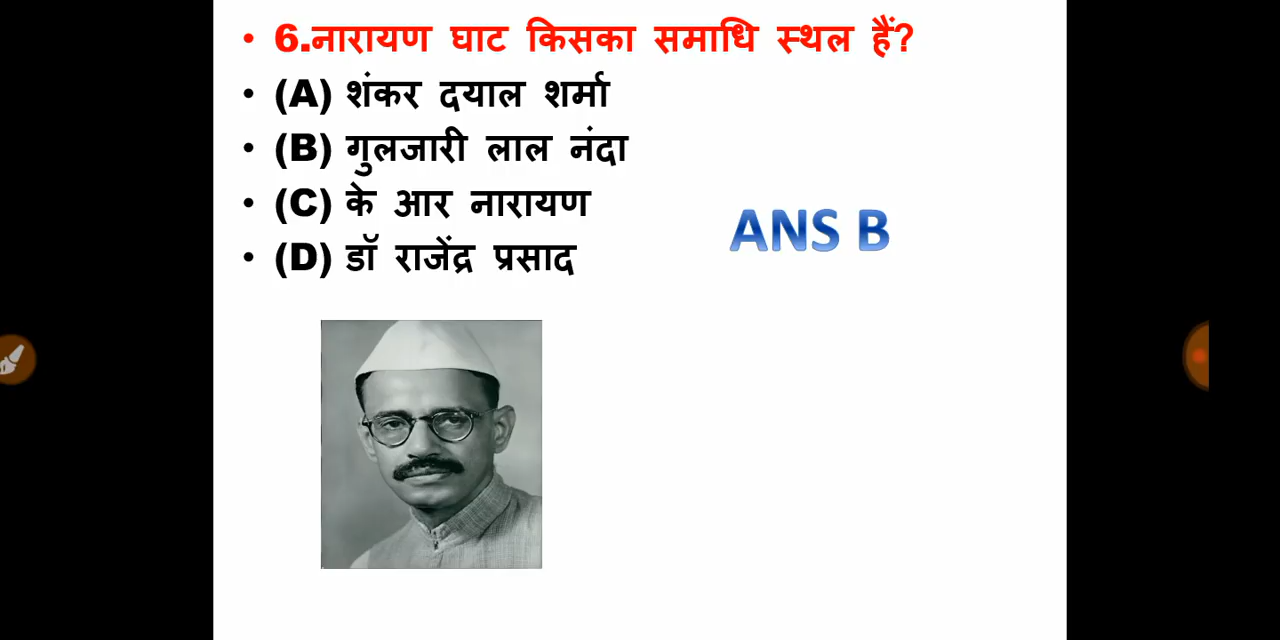 • 6.नारायण घाट किसका समाधि स्थल हैं?
• (A) शंकर दयाल शर्मा
• (B) गुलजारी लाल नंदा
• (C) के आर नारायण
• (D) डॉ राजेंद्र प्रसाद
ANS B